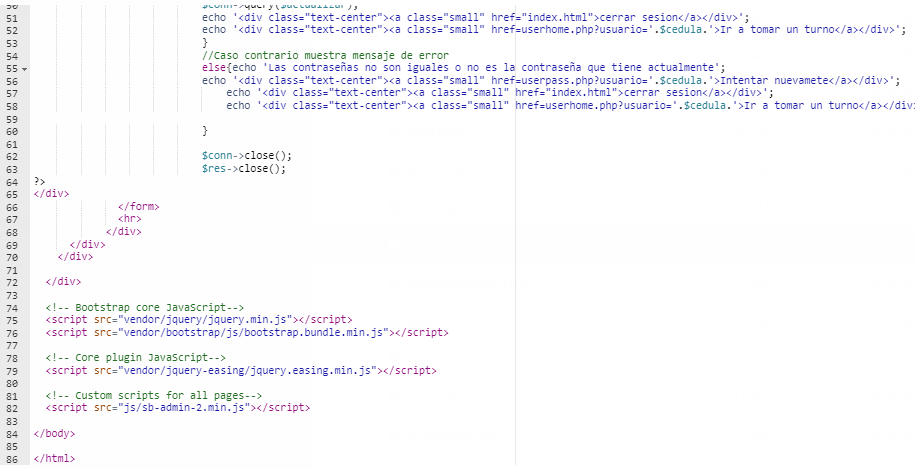 50 $conn->query($actualizar);
51 echo '<div class="text-center"><a class="small" href="index.html">cerrar sesion</a></div>';
52 echo '<div class="text-center"><a class="small" href=userhome.php?usuario='.$cedula.'>Ir a tomar un turno</a></div>';
53 }
54 //Caso contrario muestra mensaje de error
55 else{echo 'Las contraseñas no son iguales o no es la contraseña que tiene actualmente';
56 echo '<div class="text-center"><a class="small" href=userpass.php?usuario='.$cedula.'>Intentar nuevamete</a></div>';
57 echo '<div class="text-center"><a class="small" href="index.html">cerrar sesion</a></div>';
58 echo '<div class="text-center"><a class="small" href=userhome.php?usuario='.$cedula.'>Ir a tomar un turno</a></div>
59
60 }
61
62 $conn->close();
63 $res->close();
64 ?>
65 </div>
66 </form>
67 <hr>
68 </div>
69 </div>
70 </div>
71
72 </div>
73
74 <!-- Bootstrap core JavaScript-->
75 <script src="vendor/jquery/jquery.min.js"></script>
76 <script src="vendor/bootstrap/js/bootstrap.bundle.min.js"></script>
77
78 <!-- Core plugin JavaScript-->
79 <script src="vendor/jquery-easing/jquery.easing.min.js"></script>
80
81 <!-- Custom scripts for all pages-->
82 <script src="js/sb-admin-2.min.js"></script>
83
84 </body>
85
86 </html>